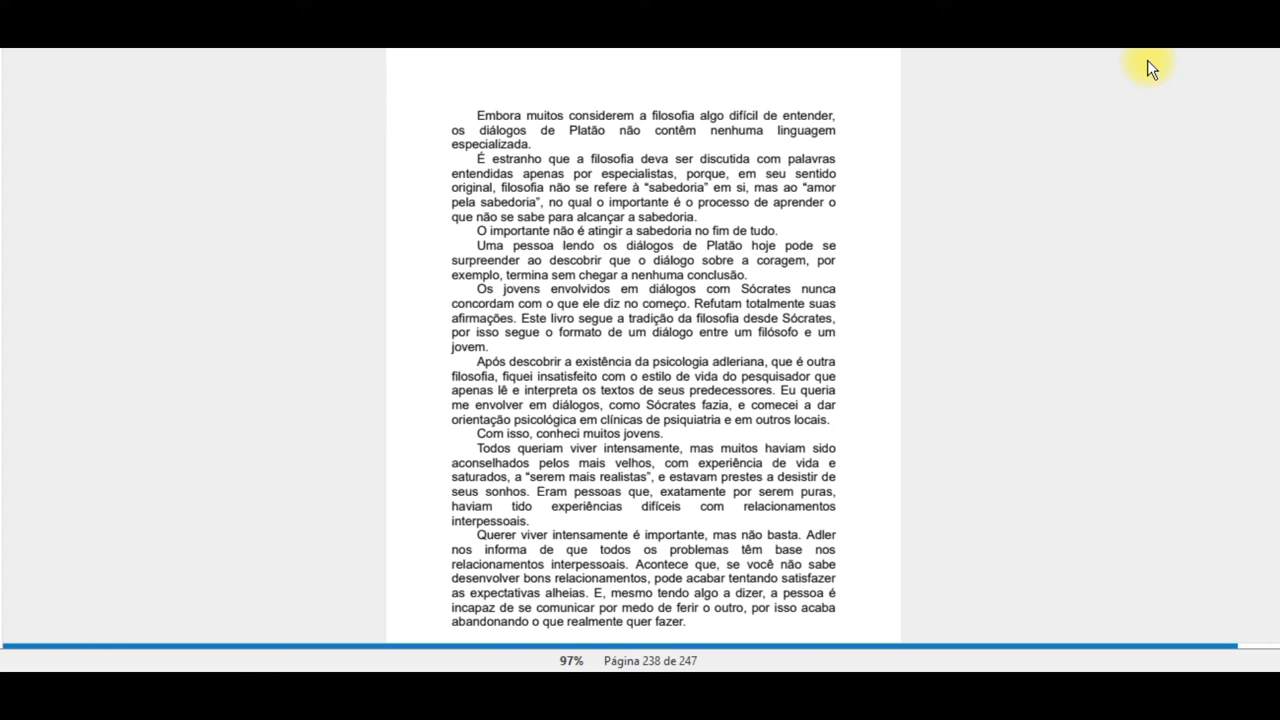 Embora muitos considerem a filosofia algo difícil de entender,
os diálogos de Platão não contêm nenhuma linguagem
especializada.
É estranho que a filosofia deva ser discutida com palavras
entendidas apenas por especialistas, porque, em seu sentido
original, filosofia não se refere à “sabedoria” em si, mas ao “amor
pela sabedoria”, no qual o importante é o processo de aprender o
que não se sabe para alcançar a sabedoria.
O importante não é atingir a sabedoria no fim de tudo.
Uma pessoa lendo os diálogos de Platão hoje pode se
surpreender ao descobrir que o diálogo sobre a coragem, por
exemplo, termina sem chegar a nenhuma conclusão.
Os jovens envolvidos em diálogos com Sócrates nunca
concordam com o que ele diz no começo. Refutam totalmente suas
afirmações. Este livro segue a tradição da filosofia desde Sócrates,
por isso segue o formato de um diálogo entre um filósofo e um
jovem.
Após descobrir a existência da psicologia adleriana, que é outra
filosofia, fiquei insatisfeito com o estilo de vida do pesquisador que
apenas lê e interpreta os textos de seus predecessores. Eu queria
me envolver em diálogos, como Sócrates fazia, e comecei a dar
orientação psicológica em clínicas de psiquiatria e em outros locais.
Com isso, conheci muitos jovens.
Todos queriam viver intensamente, mas muitos haviam sido
aconselhados pelos mais velhos, com experiência de vida e
saturados, a “serem mais realistas”, e estavam prestes a desistir de
seus sonhos. Eram pessoas que, exatamente por serem puras,
haviam tido experiências difíceis com relacionamentos
interpessoais.
Querer viver intensamente é importante, mas não basta. Adler
nos informa de que todos os problemas têm base nos
relacionamentos interpessoais. Acontece que, se você não sabe
desenvolver bons relacionamentos, pode acabar tentando satisfazer
as expectativas alheias. E, mesmo tendo algo a dizer, a pessoa é
incapaz de se comunicar por medo de ferir o outro, por isso acaba
abandonando o que realmente quer fazer.
97% Página 238 de 247